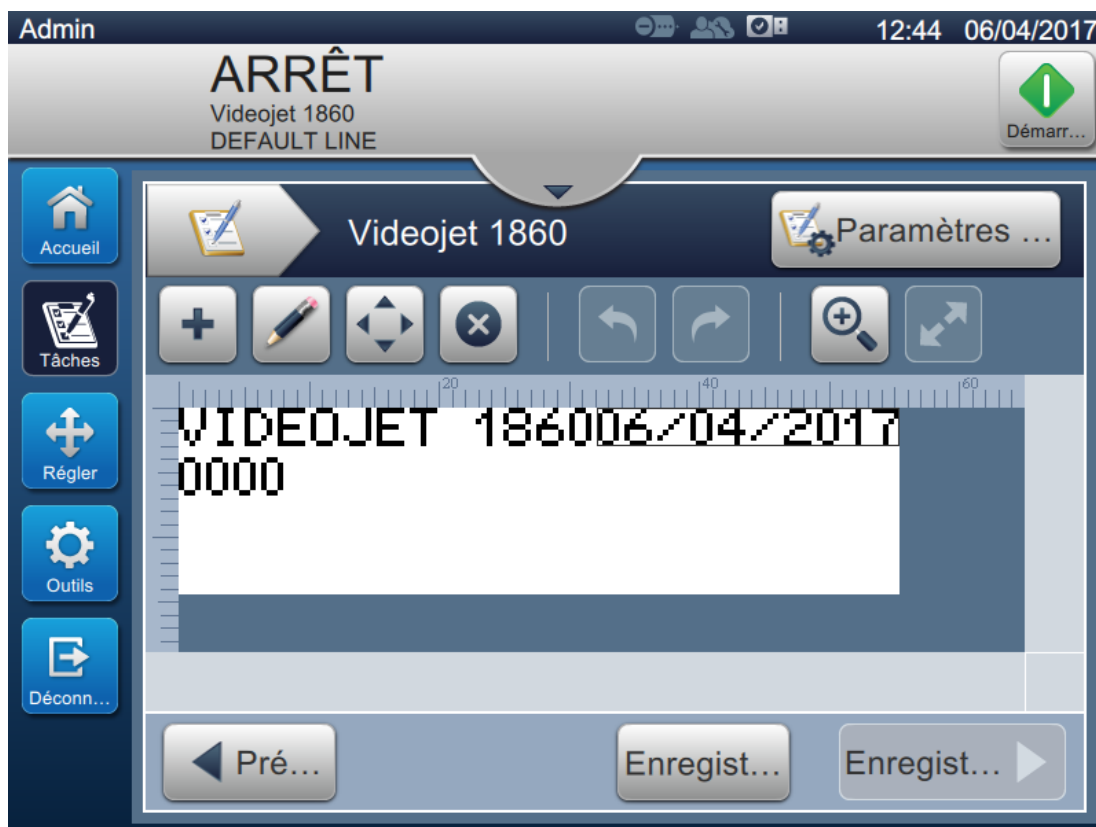 Admin 12:44 06/04/2017
ARRÊT
Videojet 1860
DEFAULT LINE
Démarr...
Accueil
Videojet 1860
Paramètres ...
Tâches
20 40 60
VIDEOJET 186006/04/2017
0000
Régler
Outils
Déconn...
Pré... Enregist... Enregis...